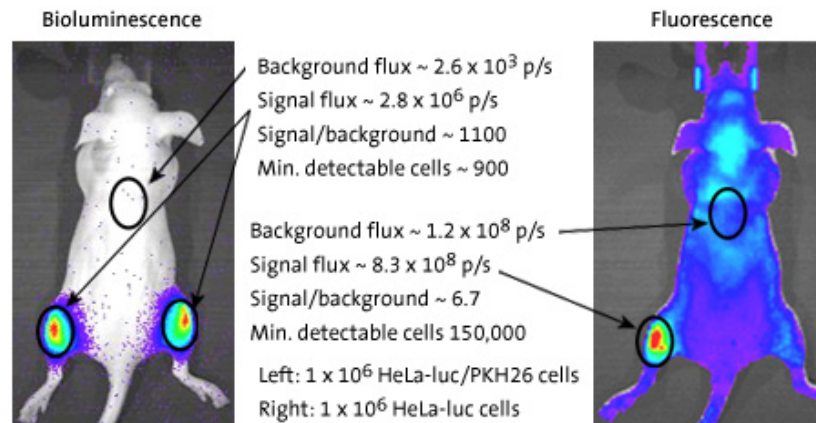 Bioluminescence
Fluorescence
Background flux ~ 2.6 x 10³ p/s
Signal flux ~ 2.8 x 10⁶ p/s
Signal/background ~ 1100
Min. detectable cells ~ 900
Background flux ~ 1.2 x 10⁸ p/s
Signal flux ~ 8.3 x 10⁸ p/s
Signal/background ~ 6.7
Min. detectable cells 150,000
Left: 1 x 10⁶ HeLa-luc/PKH26 cells
Right: 1 x 10⁶ HeLa-luc cells